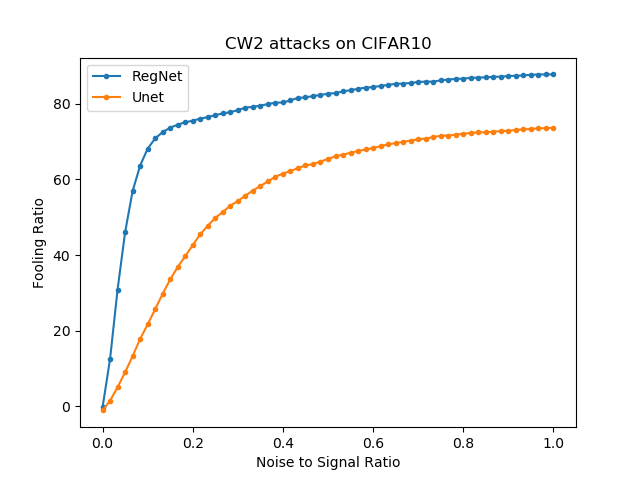 CW2 attacks on CIFAR10
RegNet
Unet
Fooling Ratio
80
60
40
20
0
0.0 0.2 0.4 0.6 0.8 1.0
Noise to Signal Ratio